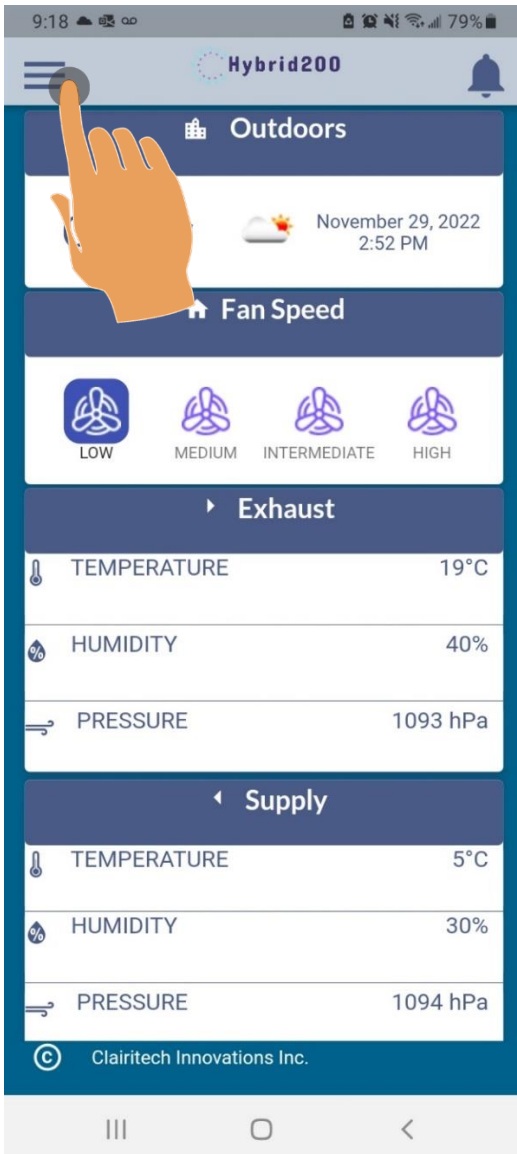 9:18
79%
Hybrid200
Outdoors
November 29, 2022
2:52 PM
Fan Speed
LOW
MEDIUM
INTERMEDIATE
HIGH
Exhaust
TEMPERATURE
19°C
HUMIDITY
40%
PRESSURE
1093 hPa
Supply
TEMPERATURE
5°C
HUMIDITY
30%
PRESSURE
1094 hPa
© Clairitech Innovations Inc.